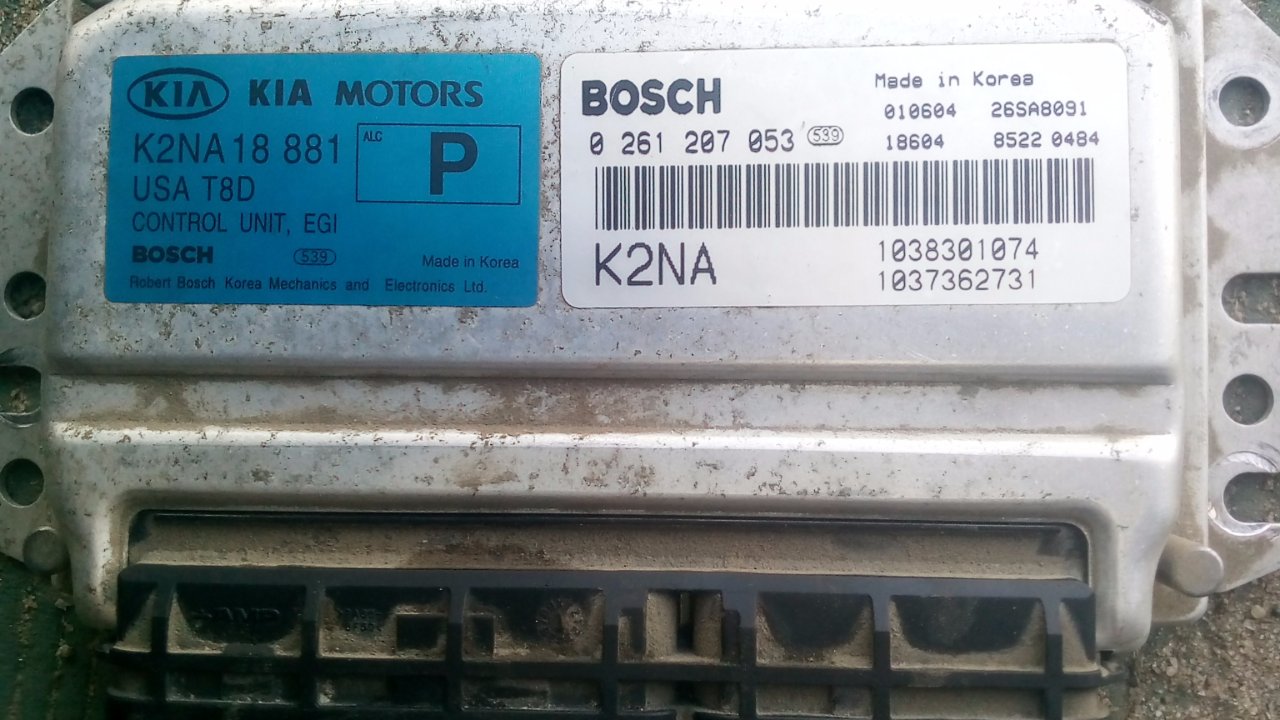 KIA KIA MOTORS
K2NA18 881
ALC
P
USA T8D
CONTROL UNIT, EGI
BOSCH 539 Made in Korea
Robert Bosch Korea Mechanics and Electronics Ltd.
BOSCH Made in Korea
010604 26SA8091
0 261 207 053 539 18604 8522 0484
K2NA 1038301074
1037362731
AMP